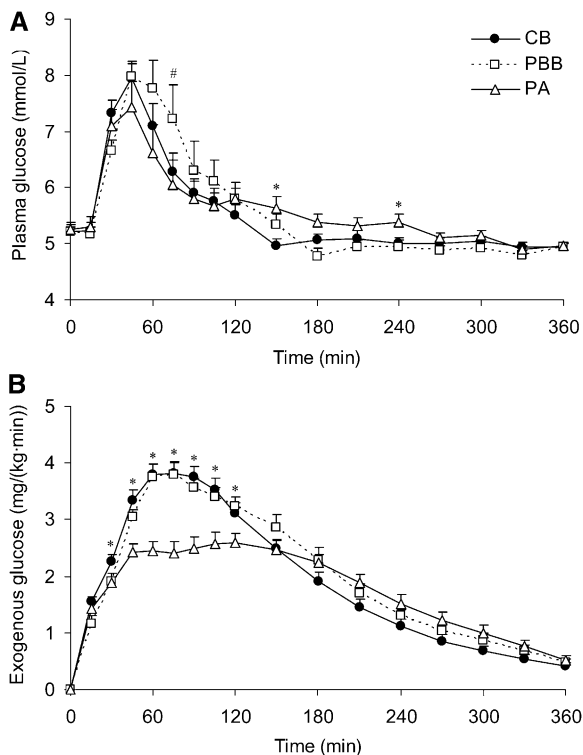 A
Plasma glucose (mmol/L)
9
8
7
6
5
4
#
*
*
CB
PBB
PA
0 60 120 180 240 300 360
Time (min)
B
Exogenous glucose (mg/(kg·min))
5
4
3
2
1
0
* * * * * * *
0 60 120 180 240 300 360
Time (min)